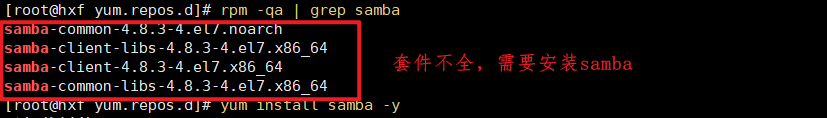 [root@hxf yum.repos.d]# rpm -qa | grep samba
samba-common-4.8.3-4.el7.noarch
samba-client-libs-4.8.3-4.el7.x86_64
samba-client-4.8.3-4.el7.x86_64
套件不全，需要安装samba
samba-common-libs-4.8.3-4.el7.x86_64
[root@hxf yum.repos.d]# yum install samba -y